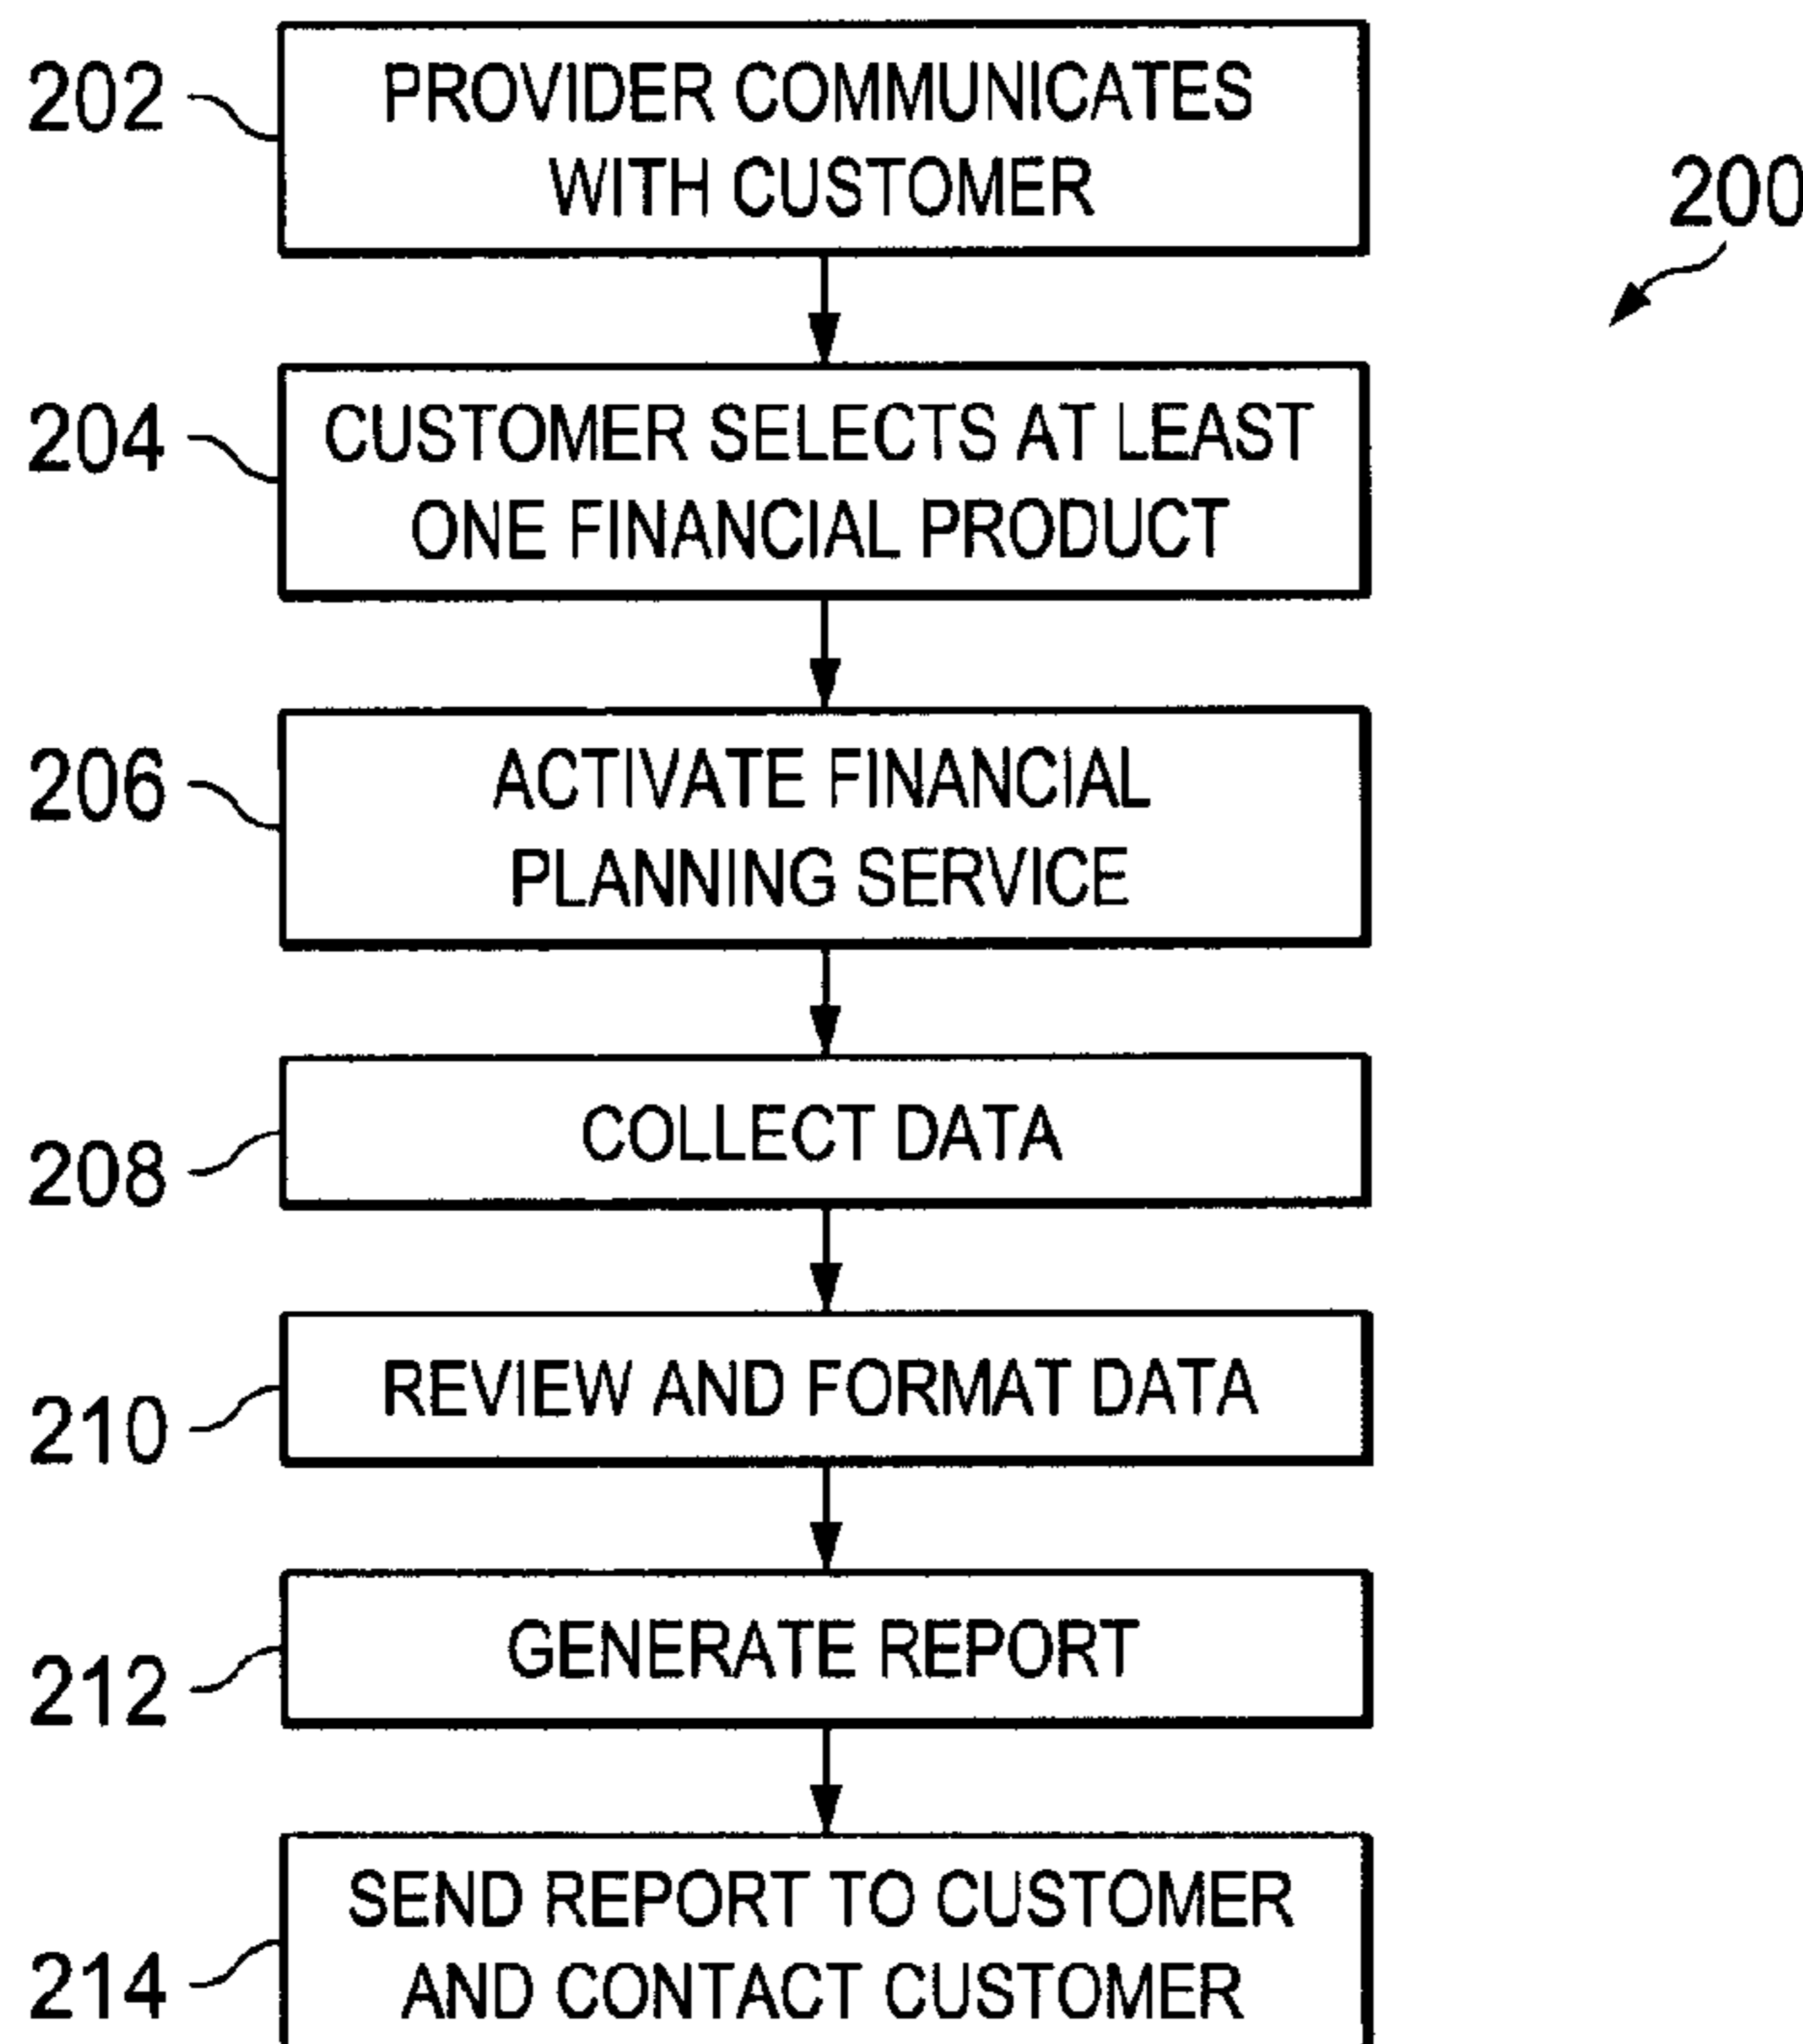 202
PROVIDER COMMUNICATES
WITH CUSTOMER
200
204
CUSTOMER SELECTS AT LEAST
ONE FINANCIAL PRODUCT
206
ACTIVATE FINANCIAL
PLANNING SERVICE
208
COLLECT DATA
210
REVIEW AND FORMAT DATA
212
GENERATE REPORT
214
SEND REPORT TO CUSTOMER
AND CONTACT CUSTOMER